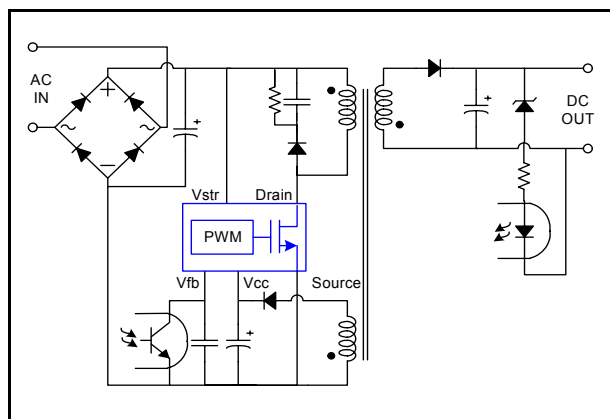 AC
IN
+
~
~
−
+
+
DC
OUT
Vstr
Drain
PWM
Vfb
Vcc
Source
+